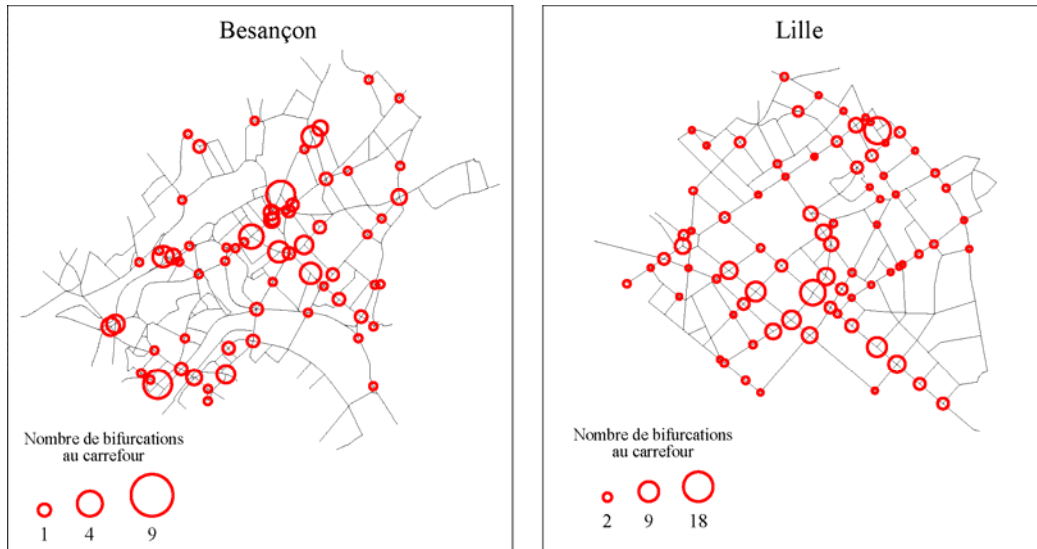 Besançon
Nombre de bifurcations
au carrefour
1 4 9
Lille
Nombre de bifurcations
au carrefour
2 9 18